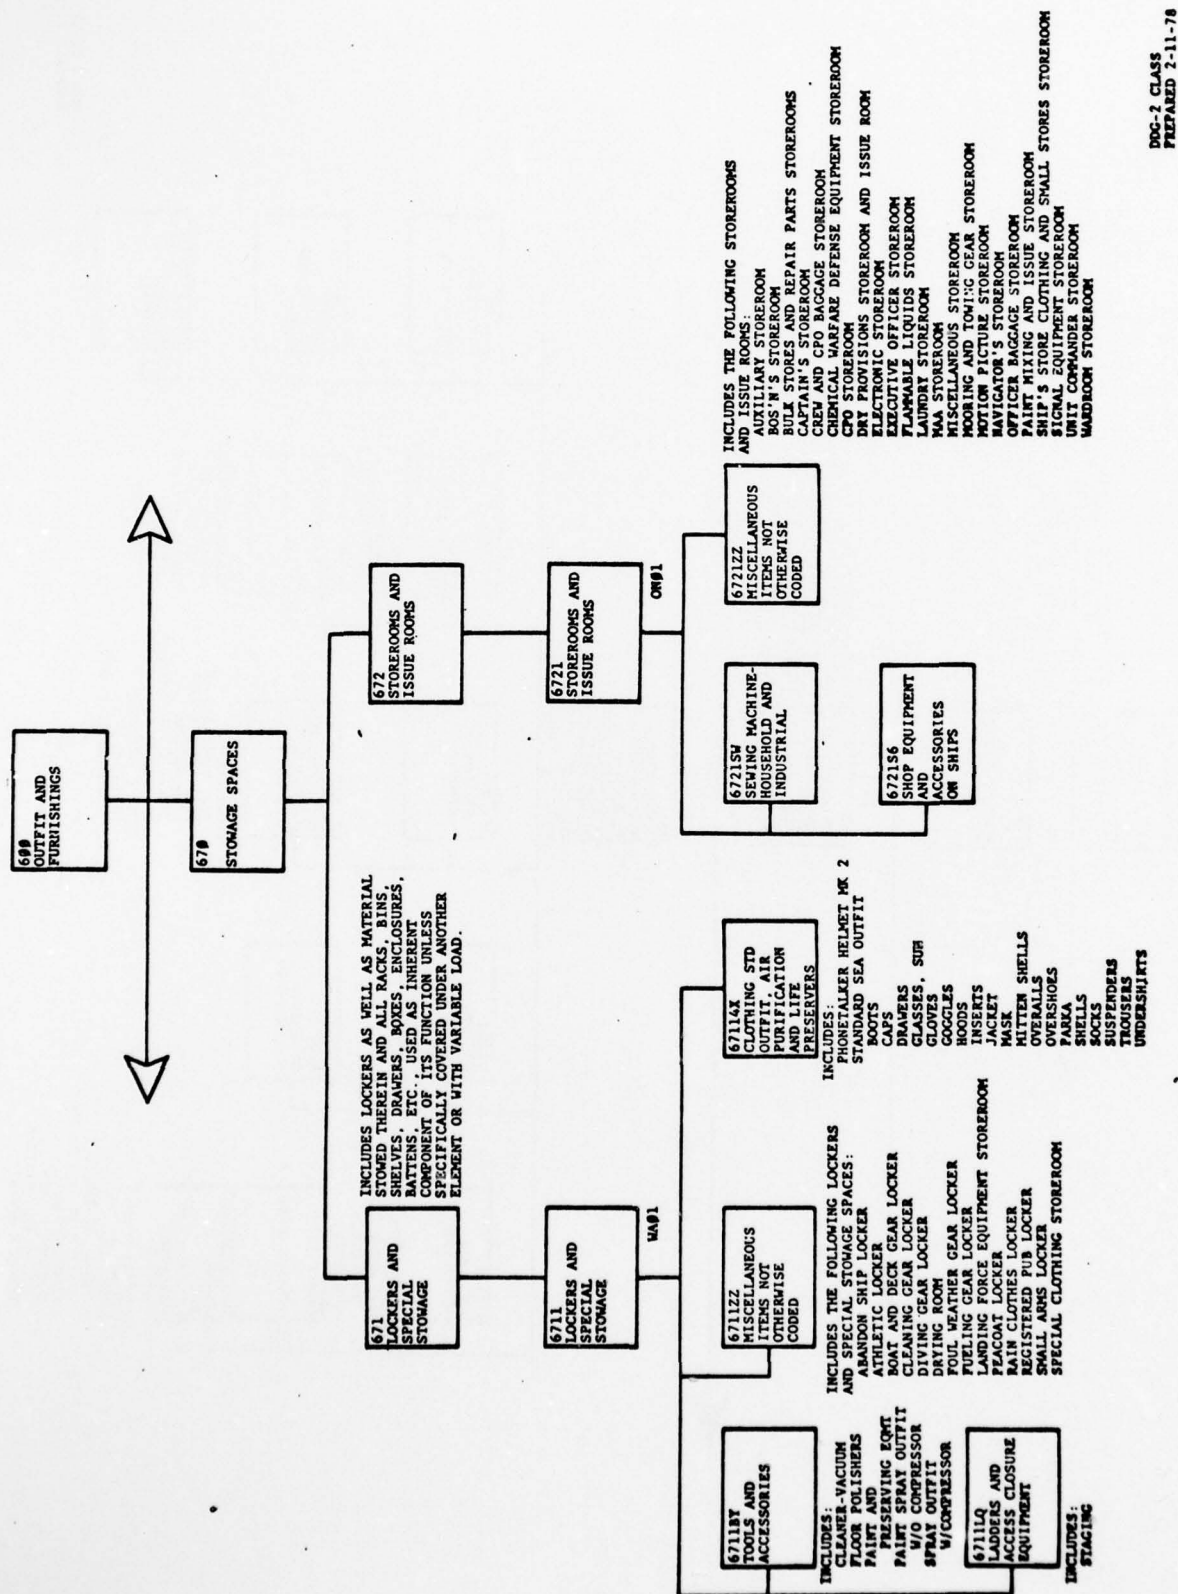 600
OUTFIT AND
FURNISHINGS
670
STOWAGE SPACES
INCLUDES LOCKERS AS WELL AS MATERIAL
STOWED THEREIN AND ALL RACKS, BINS,
SHELVES, DRAWERS, BOXES, ENCLOSURES,
BATTENS, ETC., USED AS INHERENT
COMPONENT OF ITS FUNCTION UNLESS
SPECIFICALLY COVERED UNDER ANOTHER
ELEMENT OR WITH VARIABLE LOAD.
671
LOCKERS AND
SPECIAL
STOWAGE
672
STOREROOMS AND
ISSUE ROOMS
6711
LOCKERS AND
SPECIAL
STOWAGE
WA01
6721
STOREROOMS AND
ISSUE ROOMS
ON01
6711BY
TOOLS AND
ACCESSORIES
INCLUDES:
CLEANER-VACUUM
FLOOR POLISHERS
PAINT AND
PRESERVING EQMT
PAINT SPRAY OUTFIT
W/O COMPRESSOR
SPRAY OUTFIT
W/COMPRESSOR
6711LQ
LADDERS AND
ACCESS CLOSURE
EQUIPMENT
INCLUDES:
STAGING
6711ZZ
MISCELLANEOUS
ITEMS NOT
OTHERWISE
CODED
INCLUDES THE FOLLOWING LOCKERS
AND SPECIAL STOWAGE SPACES:
ABANDON SHIP LOCKER
ATHLETIC LOCKER
BOAT AND DECK GEAR LOCKER
CLEANING GEAR LOCKER
DIVING GEAR LOCKER
DRYING ROOM
FOUL WEATHER GEAR LOCKER
FUELING GEAR LOCKER
LANDING FORCE EQUIPMENT STOREROOM
PEACOAT LOCKER
RAIN CLOTHES LOCKER
REGISTERED PUB LOCKER
SMALL ARMS LOCKER
SPECIAL CLOTHING STOREROOM
67114X
CLOTHING STD
OUTFIT, AIR
PURIFICATION
AND LIFE
PRESERVERS
INCLUDES:
PHONETALKER HELMET MK 2
STANDARD SEA OUTFIT
BOOTS
CAPS
DRAWERS
GLASSES, SUN
GLOVES
GOGGLES
HOODS
INSERTS
JACKET
MASK
MITTEN SHELLS
OVERALLS
OVERSHOES
PARKA
SHELLS
SOCKS
SUSPENDERS
TROUSERS
UNDERSHIRTS
6721SW
SEWING MACHINE-
HOUSEHOLD AND
INDUSTRIAL
6721S6
SHOP EQUIPMENT
AND
ACCESSORIES
ON SHIPS
6721ZZ
MISCELLANEOUS
ITEMS NOT
OTHERWISE
CODED
INCLUDES THE FOLLOWING STOREROOMS
AND ISSUE ROOMS:
AUXILIARY STOREROOM
BOS'N'S STOREROOM
BULK STORES AND REPAIR PARTS STOREROOMS
CAPTAIN'S STOREROOM
CREW AND CPO BAGGAGE STOREROOM
CHEMICAL WARFARE DEFENSE EQUIPMENT STOREROOM
CPO STOREROOM
DRY PROVISIONS STOREROOM AND ISSUE ROOM
ELECTRONIC STOREROOM
EXECUTIVE OFFICER STOREROOM
FLAMMABLE LIQUIDS STOREROOM
LAUNDRY STOREROOM
MAA STOREROOM
MISCELLANEOUS STOREROOM
MOORING AND TOWING GEAR STOREROOM
MOTION PICTURE STOREROOM
NAVIGATOR'S STOREROOM
OFFICER BAGGAGE STOREROOM
PAINT MIXING AND ISSUE STOREROOM
SHIP'S STORE CLOTHING AND SMALL STORES STOREROOM
SIGNAL EQUIPMENT STOREROOM
UNIT COMMANDER STOREROOM
WARDROOM STOREROOM
DDG-2 CLASS
PREPARED 2-11-78